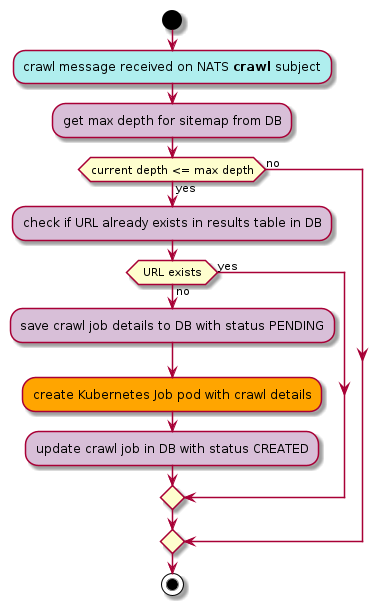 crawl message received on NATS crawl subject
get max depth for sitemap from DB
current depth <= max depth
no
yes
check if URL already exists in results table in DB
URL exists
yes
no
save crawl job details to DB with status PENDING
create Kubernetes Job pod with crawl details
update crawl job in DB with status CREATED